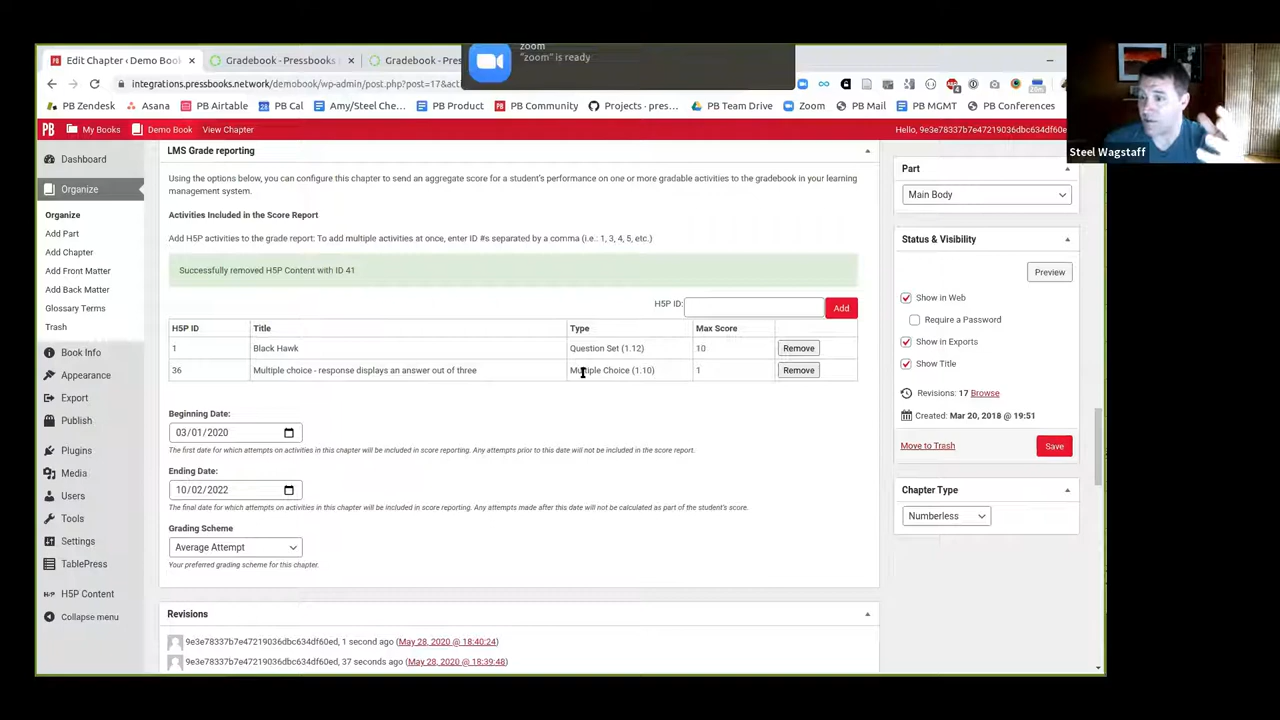 zoom
"zoom" is ready
Edit Chapter ‹ Demo Book
Gradebook - Pressbooks
Gradebook - Pressb
integrations.pressbooks.network/demobook/wp-admin/post.php?post=17&act
PB Zendesk
Asana
PB Airtable
PB Cal
Amy/Steel Che…
PB Product
PB Community
Projects · pres…
PB Team Drive
Zoom
PB Mail
PB MGMT
PB Conferences
My Books
Demo Book
View Chapter
Hello, 9e3e78337b7e47219036dbc634df60ed
Steel Wagstaff
Dashboard
Organize
Organize
Add Part
Add Chapter
Add Front Matter
Add Back Matter
Glossary Terms
Trash
Book Info
Appearance
Export
Publish
Plugins
Media
Users
Tools
Settings
TablePress
H5P Content
Collapse menu
LMS Grade reporting
Using the options below, you can configure this chapter to send an aggregate score for a student's performance on one or more gradable activities to the gradebook in your learning
management system.
Activities Included in the Score Report
Add H5P activities to the grade report: To add multiple activities at once, enter ID #s separated by a comma (i.e.: 1, 3, 4, 5, etc.)
Successfully removed H5P Content with ID 41
H5P ID:
Add
H5P ID Title Type Max Score
1 Black Hawk Question Set (1.12) 10 Remove
36 Multiple choice - response displays an answer out of three Multiple Choice (1.10) 1 Remove
Beginning Date:
03/01/2020
The first date for which attempts on activities in this chapter will be included in score reporting. Any attempts prior to this date will not be included in the score report.
Ending Date:
10/02/2022
The final date for which attempts on activities in this chapter will be included in score reporting. Any attempts made after this date will not be calculated as part of the student's score.
Grading Scheme
Average Attempt
Your preferred grading scheme for this chapter.
Revisions
9e3e78337b7e47219036dbc634df60ed, 1 second ago (May 28, 2020 @ 18:40:24)
9e3e78337b7e47219036dbc634df60ed, 37 seconds ago (May 28, 2020 @ 18:39:48)
Part
Main Body
Status & Visibility
Preview
Show in Web
Require a Password
Show in Exports
Show Title
Revisions: 17 Browse
Created: Mar 20, 2018 @ 19:51
Move to Trash
Save
Chapter Type
Numberless